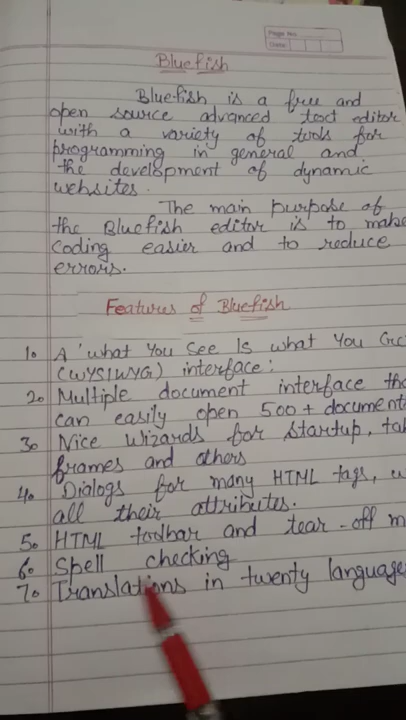 Page No.
Date
Bluefish
Bluefish is a free and
open source advanced text editor
with a variety of tools for
programming in general and
the development of dynamic
websites.
The main purpose of
the Bluefish editor is to make
coding easier and to reduce
errors.
Features of Bluefish
1. A 'what You See Is what You
(WYSIWYG) interface:
2. Multiple document interface
can easily open 500+ document
3. Nice Wizards for startup,
frames and others
4. Dialogs for many HTML tags,
all their attributes.
5. HTML toolbar and tear-off
6. Spell checking
7. Translations in twenty language